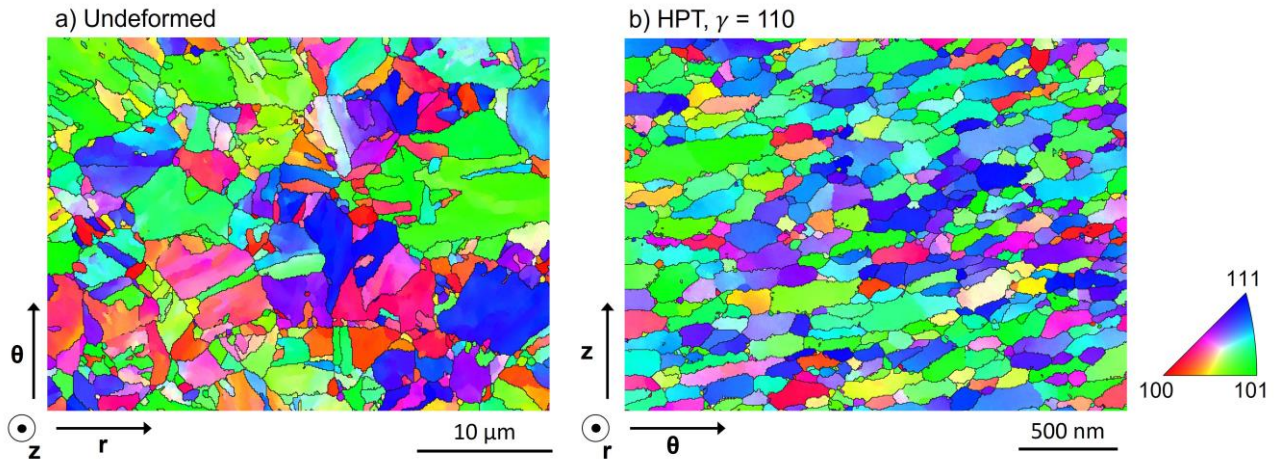 a) Undeformed
b) HPT, γ = 110
θ
z
r
10 μm
z
r
θ
500 nm
111
100
101